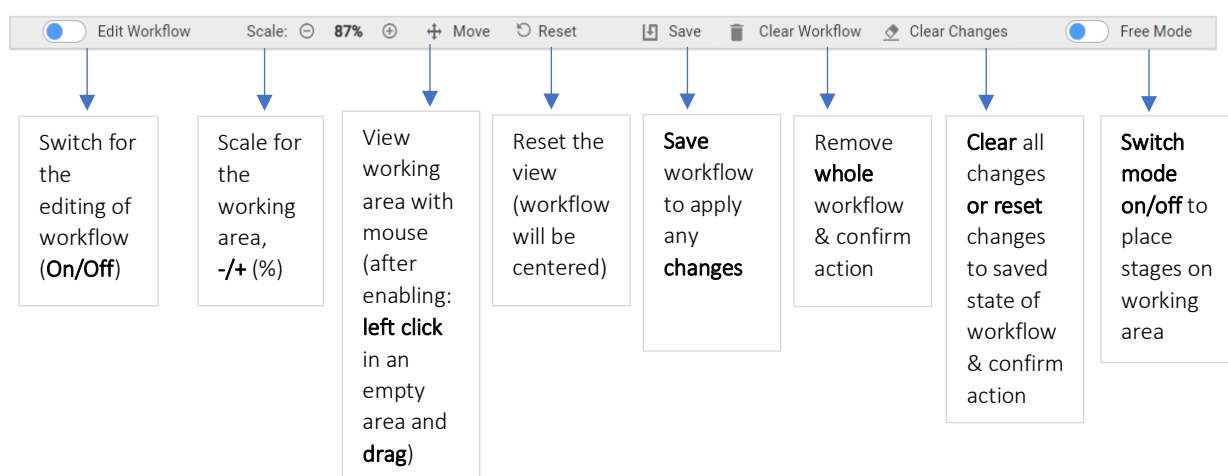 Edit Workflow Scale: 87% Move Reset Save Clear Workflow Clear Changes Free Mode
Switch for
the
editing of
workflow
(On/Off)
Scale for
the
working
area,
-/+ (%)
View
working
area with
mouse
(after
enabling:
left click
in an
empty
area and
drag)
Reset the
view
(workflow
will be
centered)
Save
workflow
to apply
any
changes
Remove
whole
workflow
& confirm
action
Clear all
changes
or reset
changes
to saved
state of
workflow
& confirm
action
Switch
mode
on/off to
place
stages on
working
area